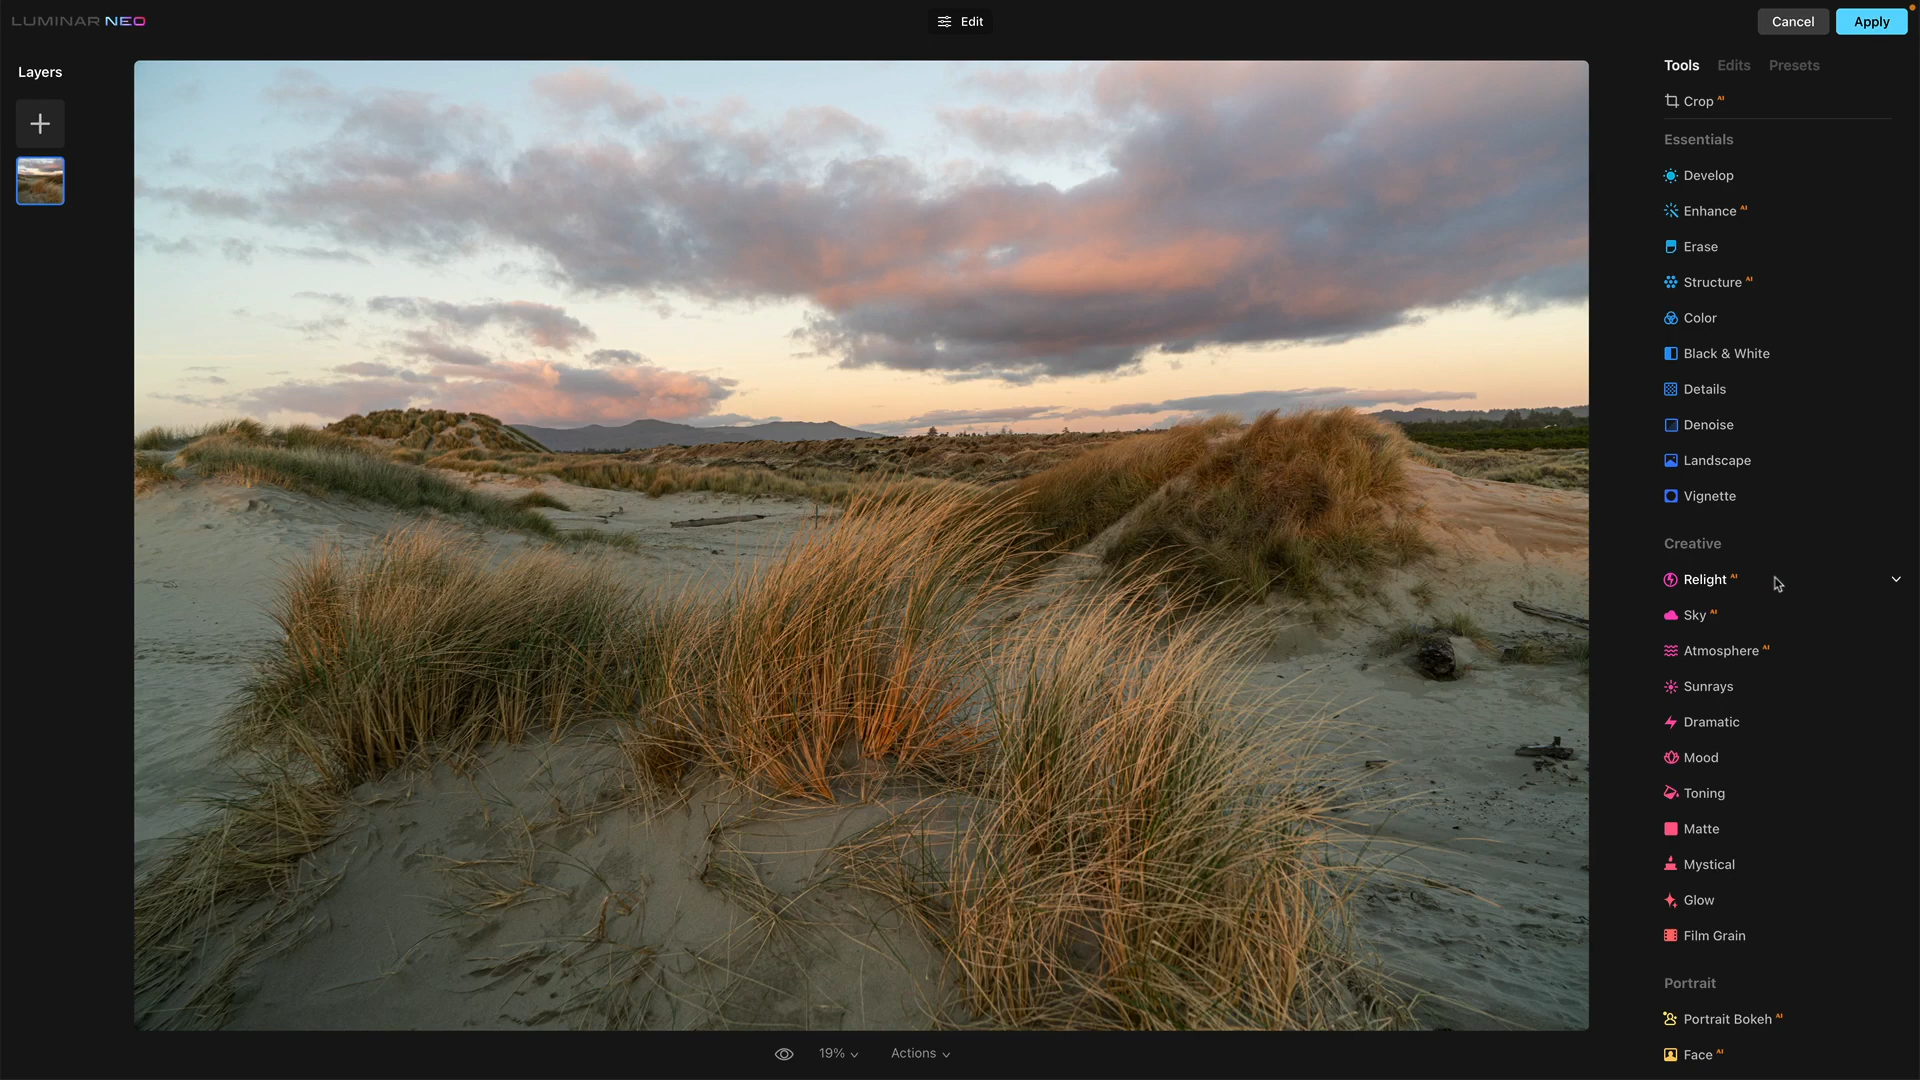 LUMINAR NEO
Edit
Cancel
Apply
Layers
Tools Edits Presets
Crop AI
Essentials
Develop
Enhance AI
Erase
Structure AI
Color
Black & White
Details
Denoise
Landscape
Vignette
Creative
Relight AI
Sky AI
Atmosphere AI
Sunrays
Dramatic
Mood
Toning
Matte
Mystical
Glow
Film Grain
Portrait
Portrait Bokeh AI
Face AI
19%
Actions